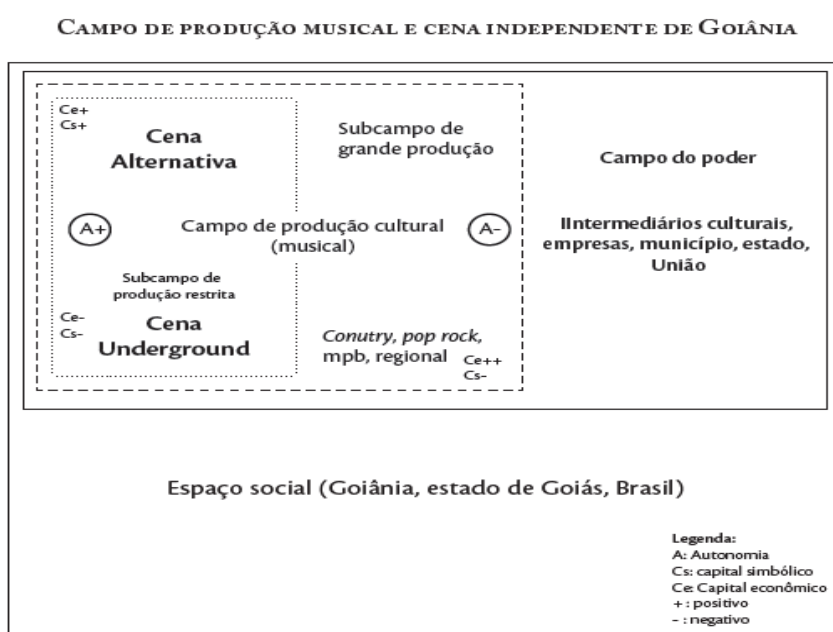 CAMPO DE PRODUÇÃO MUSICAL E CENA INDEPENDENTE DE GOIÂNIA
Ce+
Cs+
Cena
Alternativa
Subcampo de
grande produção
Campo do poder
A+
Campo de produção cultural
(musical)
A-
IIntermediários culturais,
empresas, município, estado,
União
Subcampo de
produção restrita
Ce-
Cs-
Cena
Underground
Conutry, pop rock,
mpb, regional
Ce++
Cs-
Espaço social (Goiânia, estado de Goiás, Brasil)
Legenda:
A: Autonomia
Cs: capital simbólico
Ce: Capital econômico
+ : positivo
- : negativo